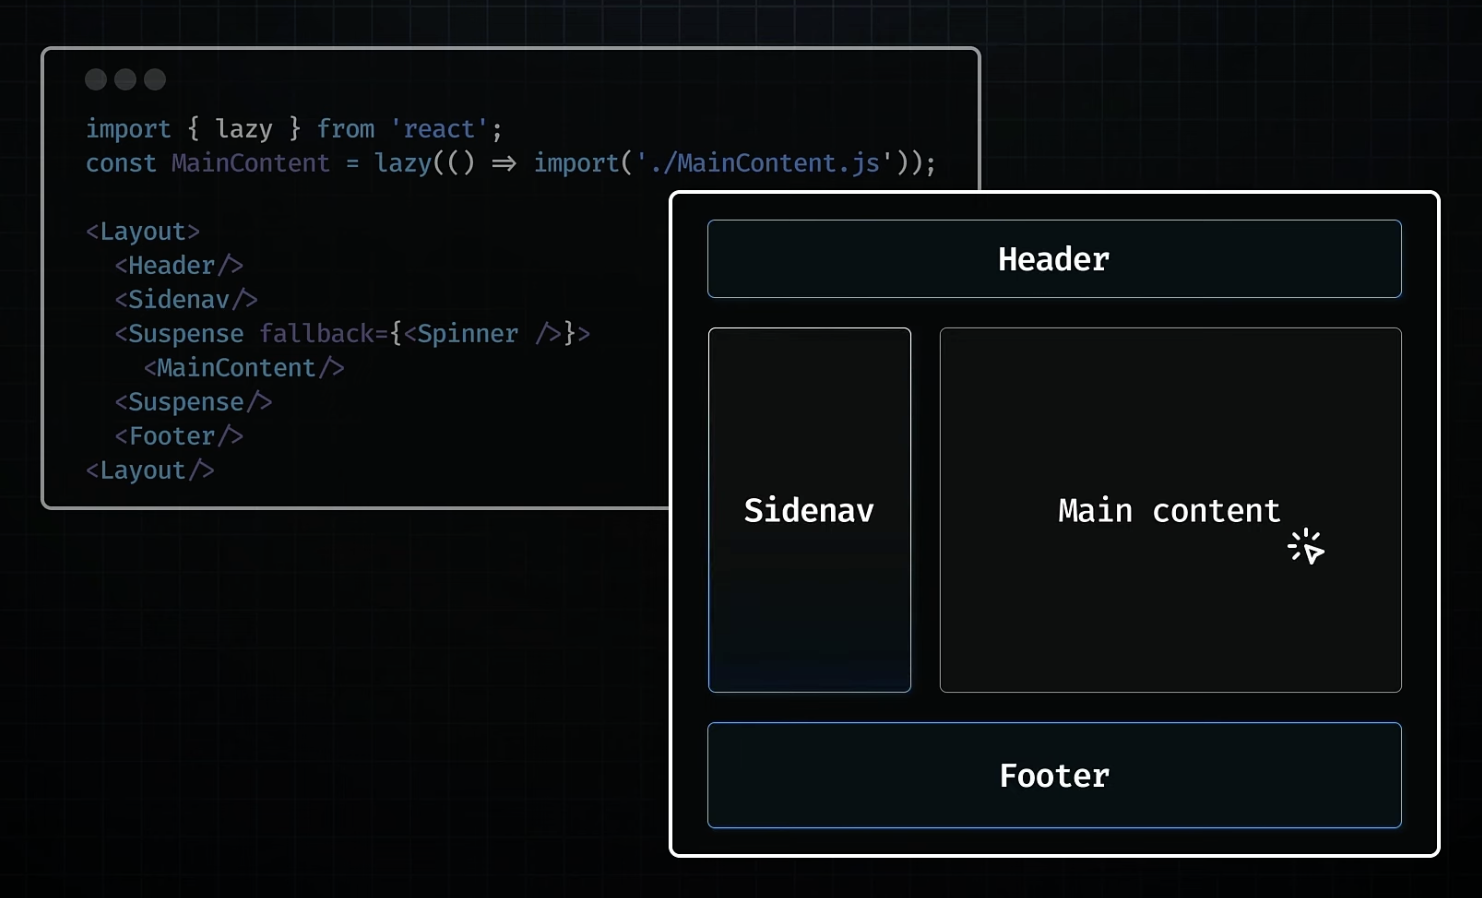 import { lazy } from 'react';
const MainContent = lazy(() => import('./MainContent.js'));
<Layout>
  <Header/>
  <Sidenav/>
  <Suspense fallback={<Spinner />}>
    <MainContent/>
  <Suspense/>
  <Footer/>
<Layout/>
Header
Sidenav
Main content
Footer